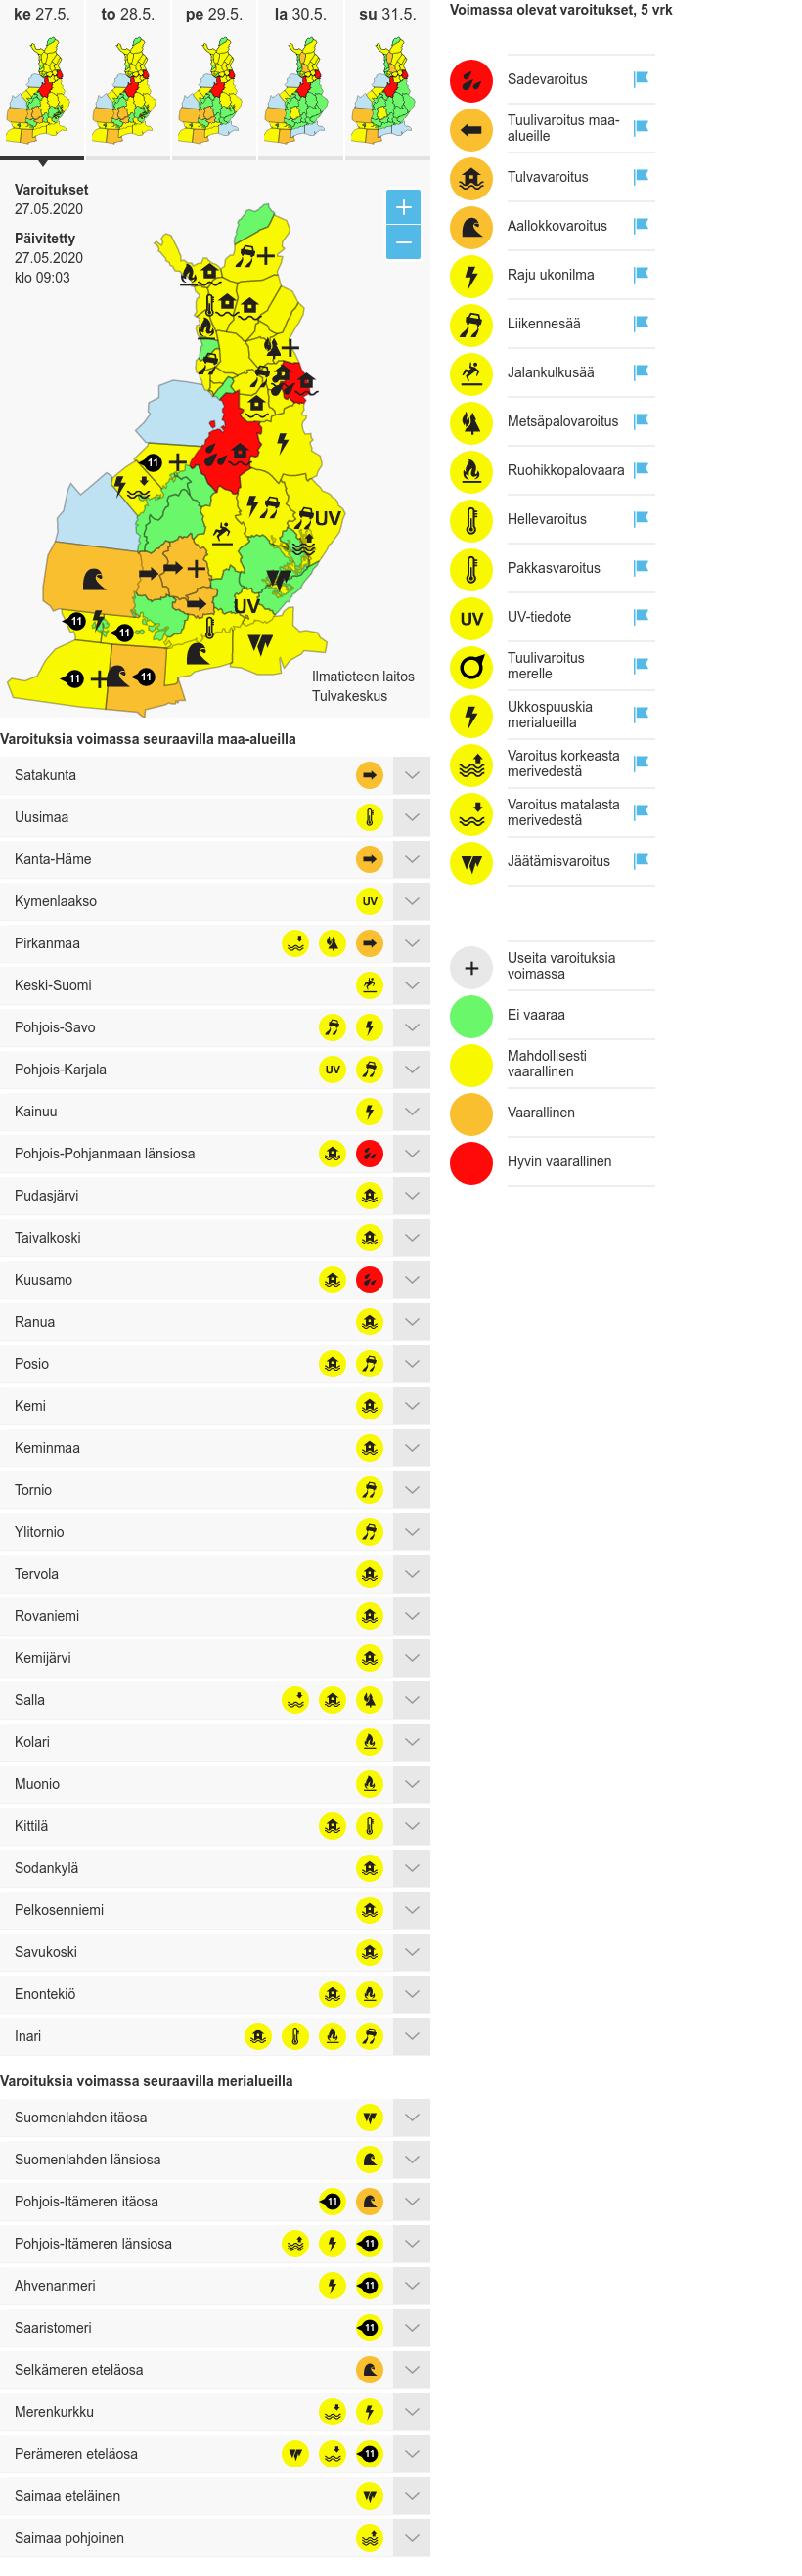 ke 27.5.
to 28.5.
pe 29.5.
la 30.5.
su 31.5.
Varoitukset
27.05.2020
Päivitetty
27.05.2020
klo 09:03
+
−
11
UV
11
11
UV
11
11
Ilmatieteen laitos
Tulvakeskus
Varoituksia voimassa seuraavilla maa-alueilla
Satakunta
Uusimaa
Kanta-Häme
Kymenlaakso
UV
Pirkanmaa
Keski-Suomi
Pohjois-Savo
Pohjois-Karjala
UV
Kainuu
Pohjois-Pohjanmaan länsiosa
Pudasjärvi
Taivalkoski
Kuusamo
Ranua
Posio
Kemi
Keminmaa
Tornio
Ylitornio
Tervola
Rovaniemi
Kemijärvi
Salla
Kolari
Muonio
Kittilä
Sodankylä
Pelkosenniemi
Savukoski
Enontekiö
Inari
Varoituksia voimassa seuraavilla merialueilla
Suomenlahden itäosa
Suomenlahden länsiosa
Pohjois-Itämeren itäosa
11
Pohjois-Itämeren länsiosa
11
Ahvenanmeri
11
Saaristomeri
11
Selkämeren eteläosa
Merenkurkku
Perämeren eteläosa
11
Saimaa eteläinen
Saimaa pohjoinen
Voimassa olevat varoitukset, 5 vrk
Sadevaroitus
Tuulivaroitus maa-
alueille
Tulvavaroitus
Aallokkovaroitus
Raju ukonilma
Liikennesää
Jalankulkusää
Metsäpalovaroitus
Ruohikkopalovaara
Hellevaroitus
Pakkasvaroitus
UV
UV-tiedote
Tuulivaroitus
merelle
Ukkospuuskia
merialueilla
Varoitus korkeasta
merivedestä
Varoitus matalasta
merivedestä
Jäätämisvaroitus
+
Useita varoituksia
voimassa
Ei vaaraa
Mahdollisesti
vaarallinen
Vaarallinen
Hyvin vaarallinen